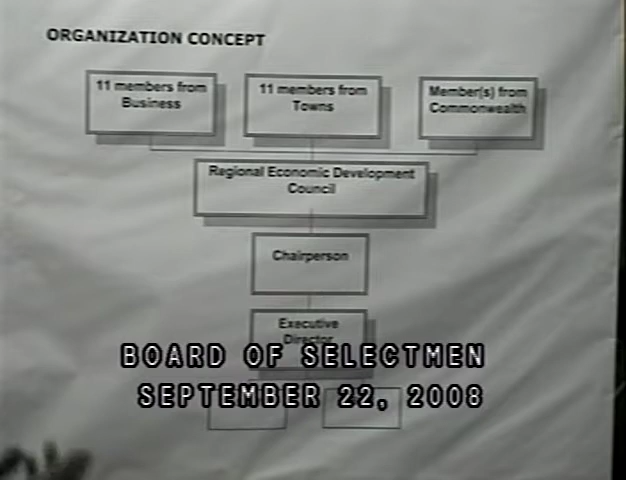 ORGANIZATION CONCEPT
11 members from
Business
11 members from
Towns
Member(s) from
Commonwealth
Regional Economic Development
Council
Chairperson
Executive
Director
BOARD OF SELECTMEN
SEPTEMBER 22, 2008